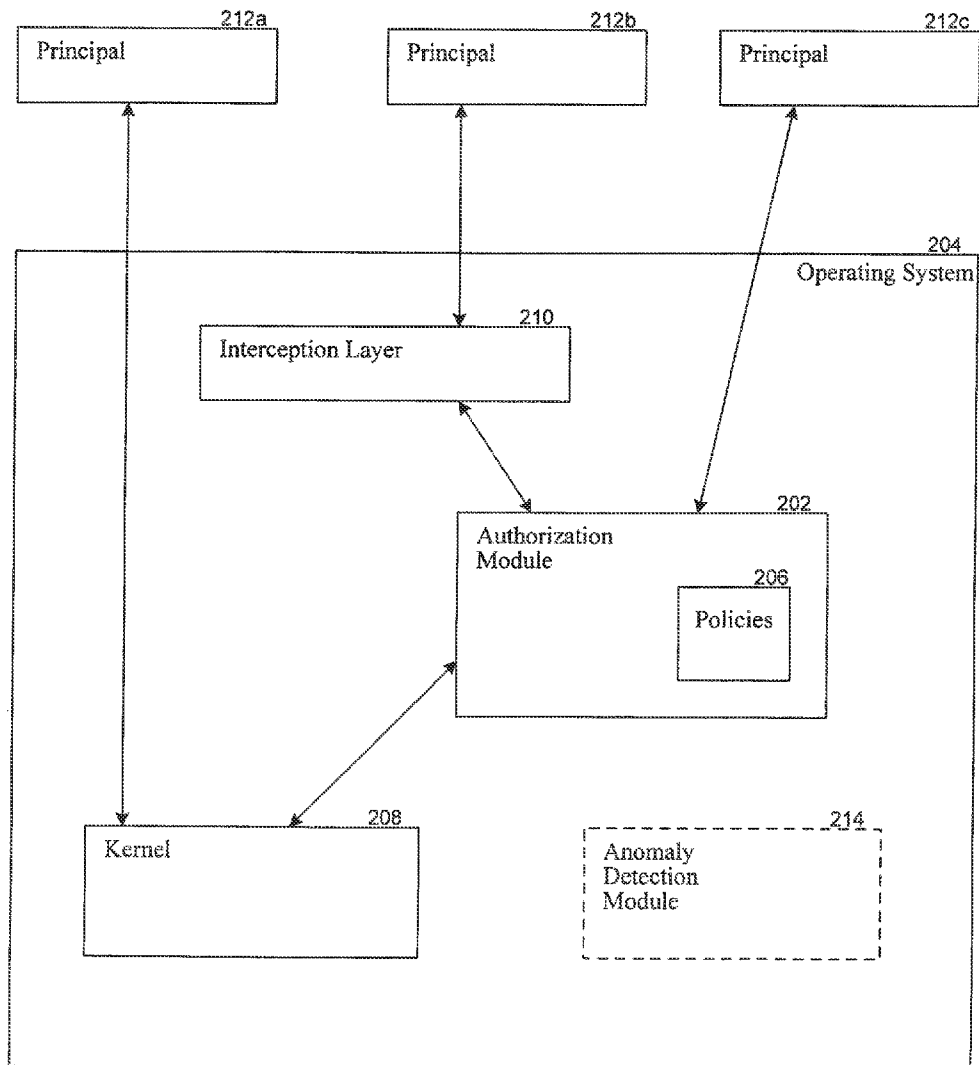 212a
Principal
212b
Principal
212c
Principal
204
Operating System
210
Interception Layer
202
Authorization
Module
206
Policies
208
Kernel
214
Anomaly
Detection
Module